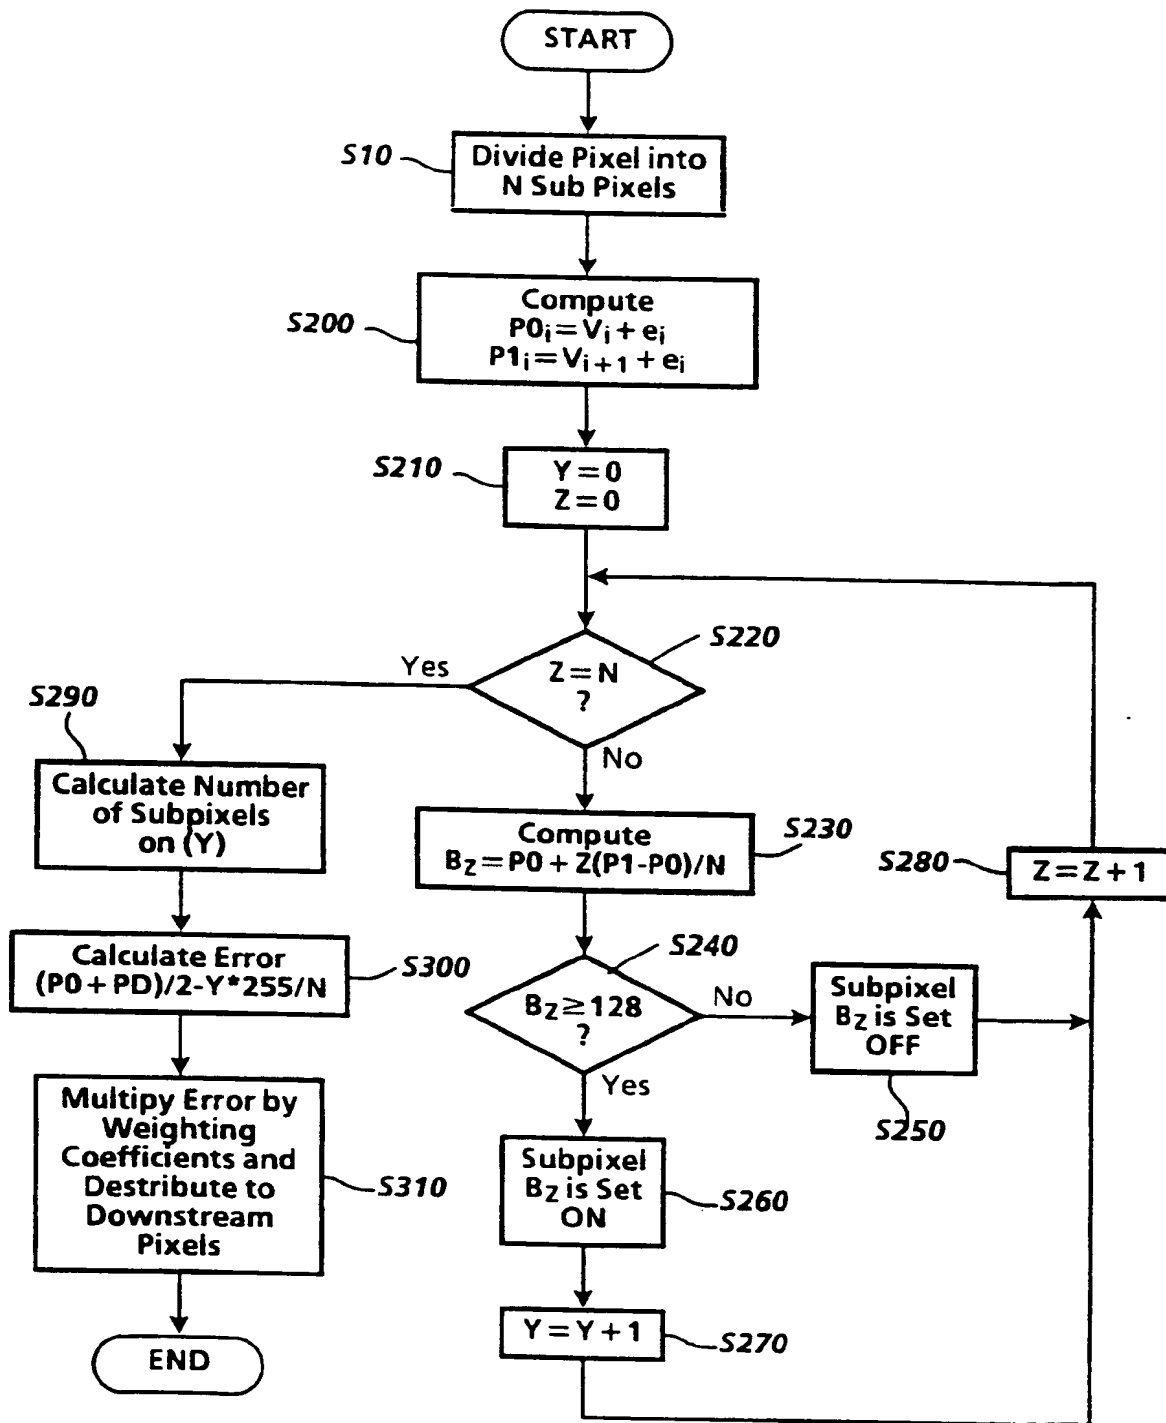 START
S10
Divide Pixel into
N Sub Pixels
S200
Compute
P0i=Vi+ei
P1i=Vi+1+ei
S210
Y=0
Z=0
S220
Z=N
?
Yes
No
S290
Calculate Number
of Subpixels
on (Y)
Compute
BZ=P0+Z(P1-P0)/N
S230
S280
Z=Z+1
Calculate Error
(P0+PD)/2-Y*255/N
S300
S240
BZ≥128
?
No
Yes
Subpixel
BZ is Set
OFF
S250
Multipy Error by
Weighting
Coefficients and
Destribute to
Downstream
Pixels
S310
Subpixel
BZ is Set
ON
S260
Y=Y+1
S270
END